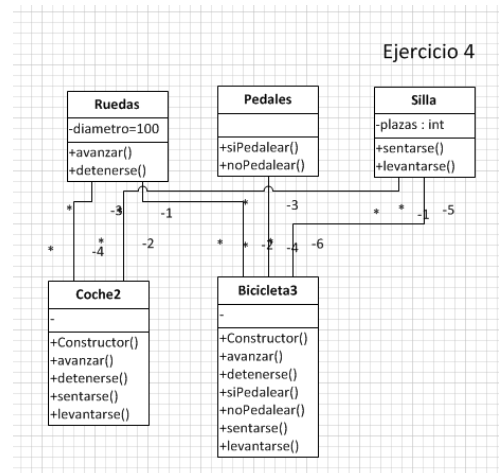 Ejercicio 4
Ruedas
-diametro=100
+avanzar()
+detenerse()
Pedales
+siPedalear()
+noPedalear()
Silla
-plazas : int
+sentarse()
+levantarse()
* -3 -1 * -3 * * -1 -5
* -4 * -2 * * -2 * -4 -6
Coche2
-
+Constructor()
+avanzar()
+detenerse()
+sentarse()
+levantarse()
Bicicleta3
-
+Constructor()
+avanzar()
+detenerse()
+siPedalear()
+noPedalear()
+sentarse()
+levantarse()